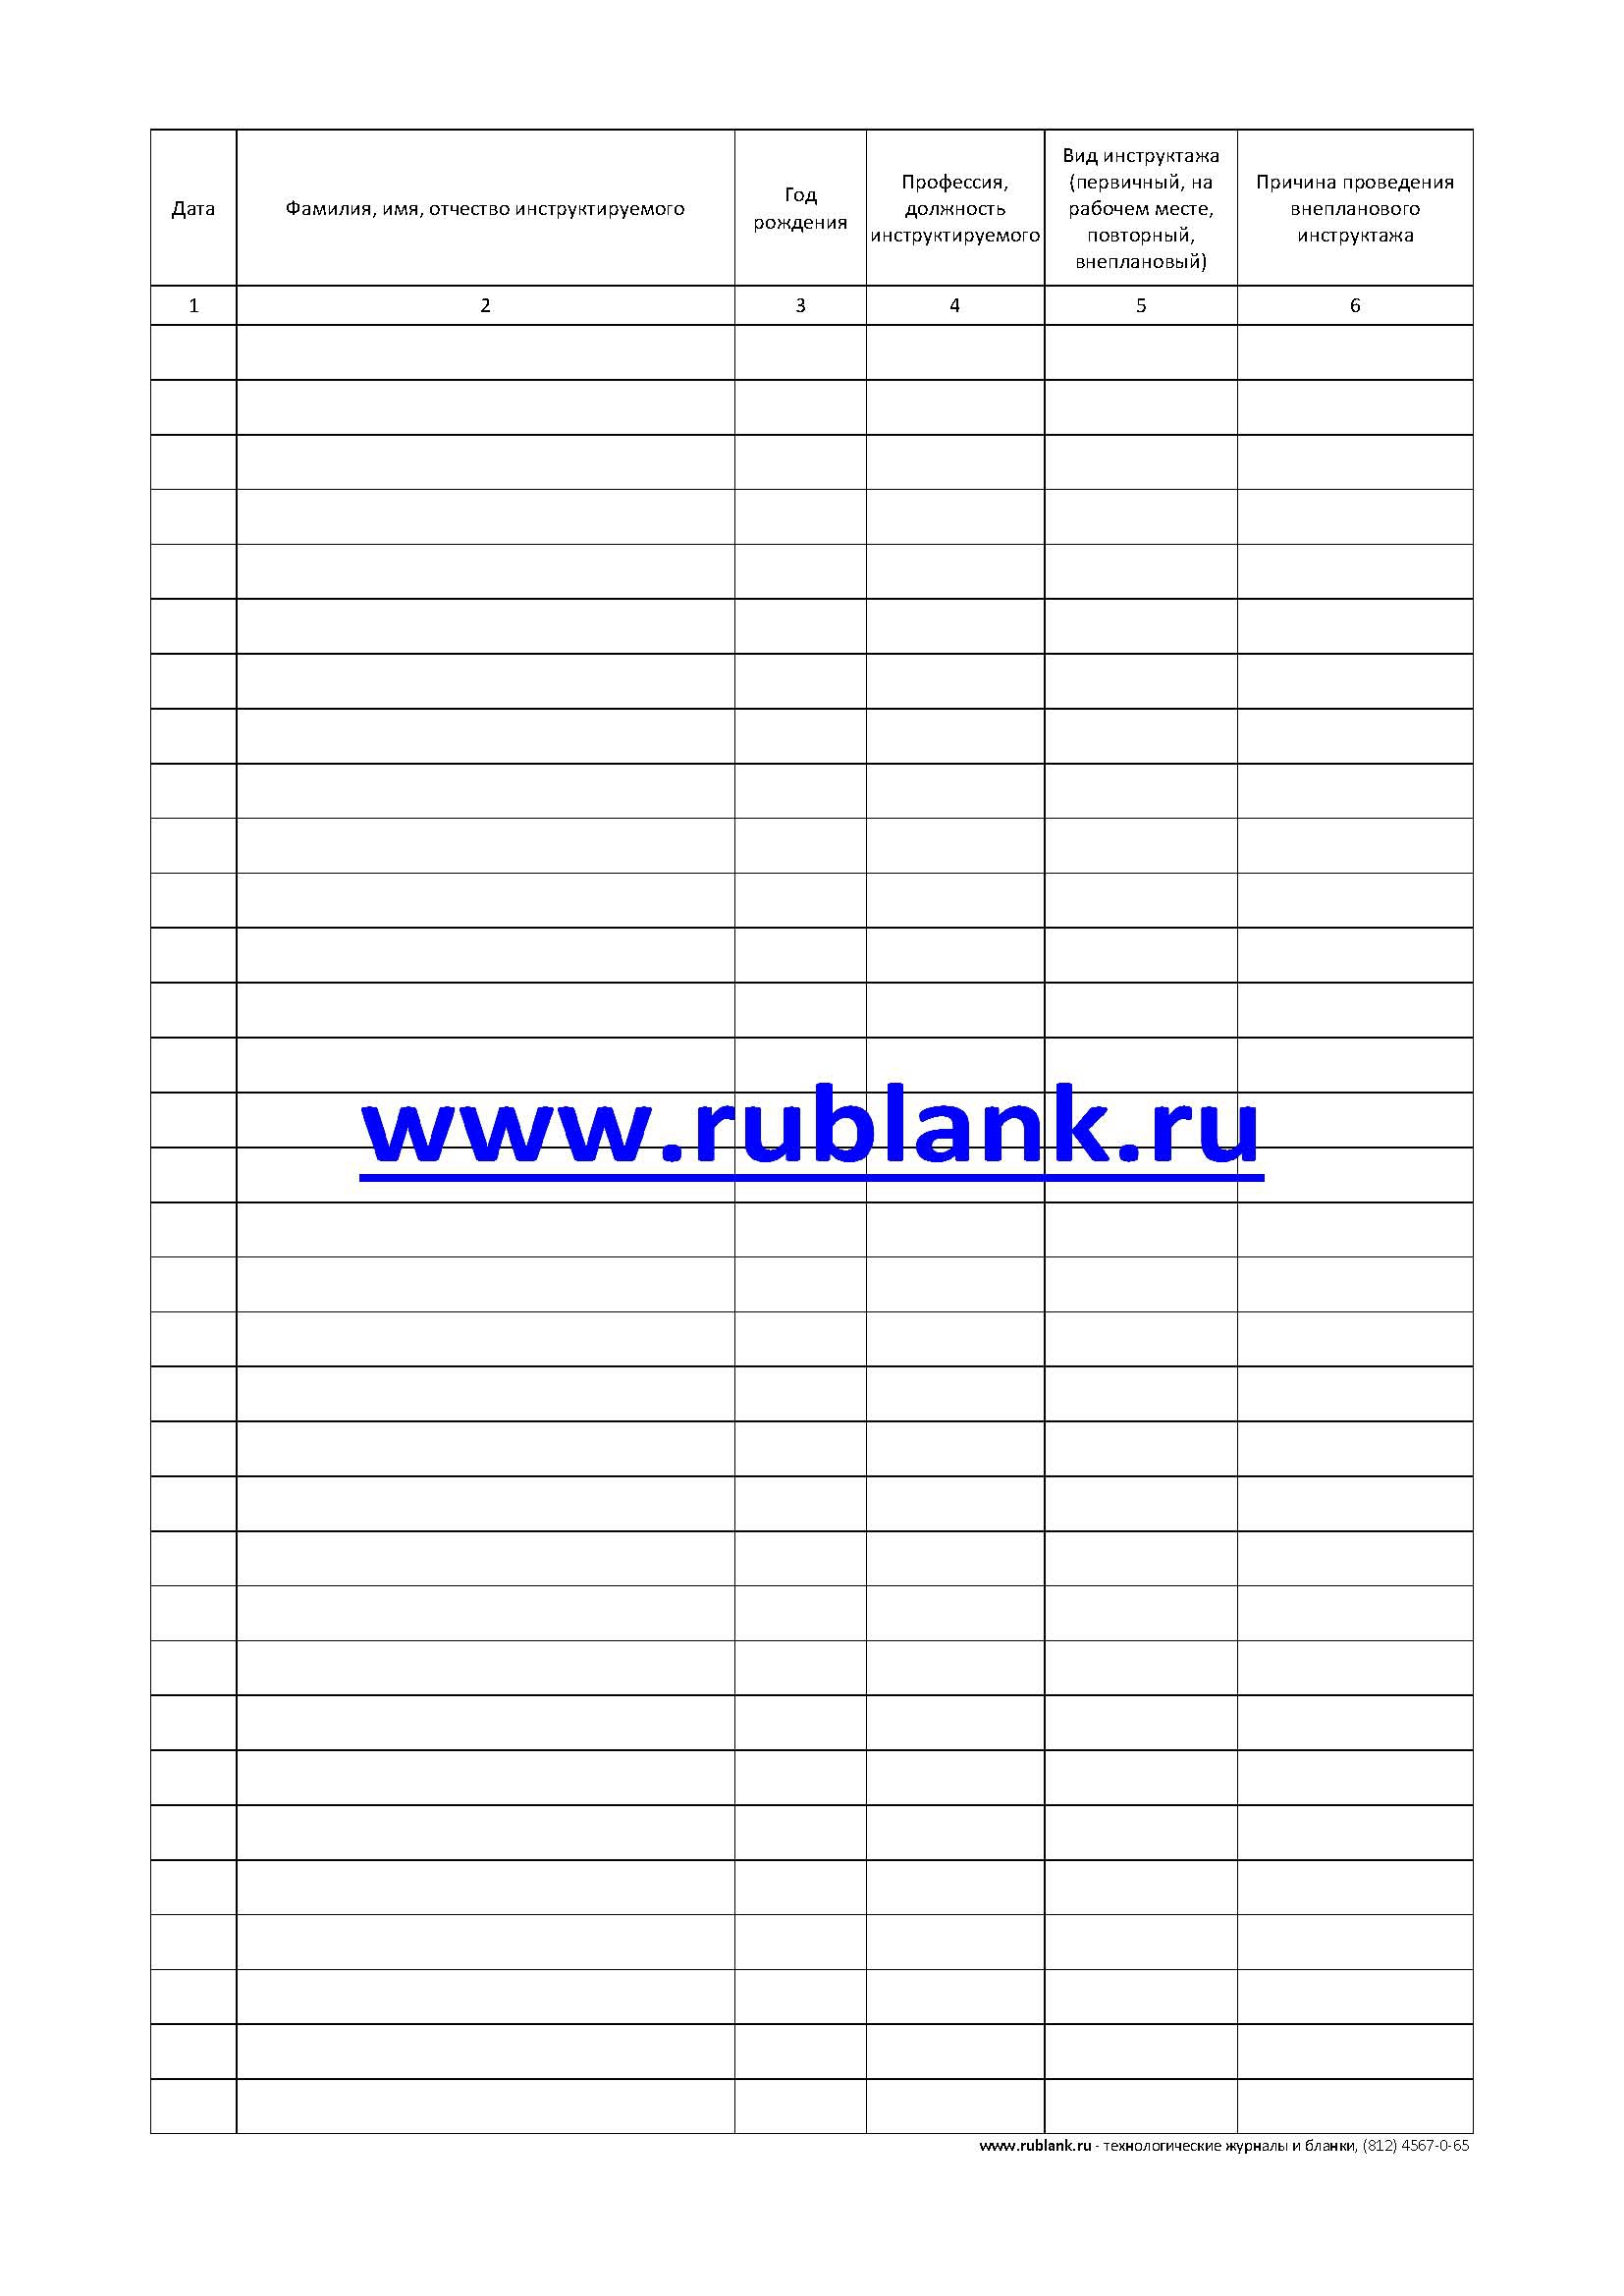 Дата
Фамилия, имя, отчество инструктируемого
Год
рождения
Профессия,
должность
инструктируемого
Вид инструктажа
(первичный, на
рабочем месте,
повторный,
внеплановый)
Причина проведения
внепланового
инструктажа
1 2 3 4 5 6
www.rublank.ru
www.rublank.ru - технологические журналы и бланки, (812) 4567-0-65